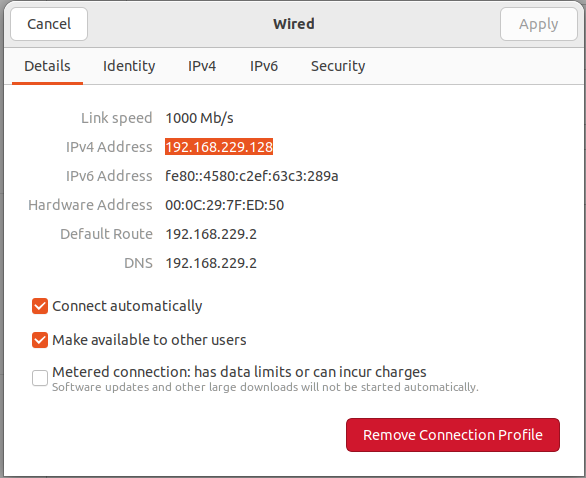 Cancel Wired Apply
Details Identity IPv4 IPv6 Security
Link speed 1000 Mb/s
IPv4 Address 192.168.229.128
IPv6 Address fe80::4580:c2ef:63c3:289a
Hardware Address 00:0C:29:7F:ED:50
Default Route 192.168.229.2
DNS 192.168.229.2
Connect automatically
Make available to other users
Metered connection: has data limits or can incur charges
Software updates and other large downloads will not be started automatically.
Remove Connection Profile